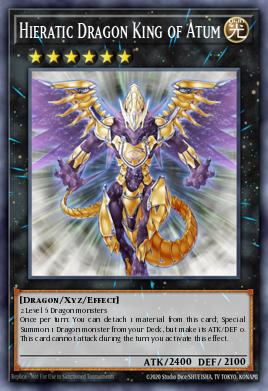 Hieratic Dragon King of Atum
光
[Dragon/Xyz/Effect]
2 Level 6 Dragon monsters
Once per turn: You can detach 1 material from this card; Special
Summon 1 Dragon monster from your Deck, but make its ATK/DEF 0.
This card cannot attack during the turn you activate this effect.
ATK/2400 DEF/2100
Replica - Not For Use in Sanctioned Tournaments
©2020 Studio Dice/SHUEISHA, TV TOKYO, KONAMI